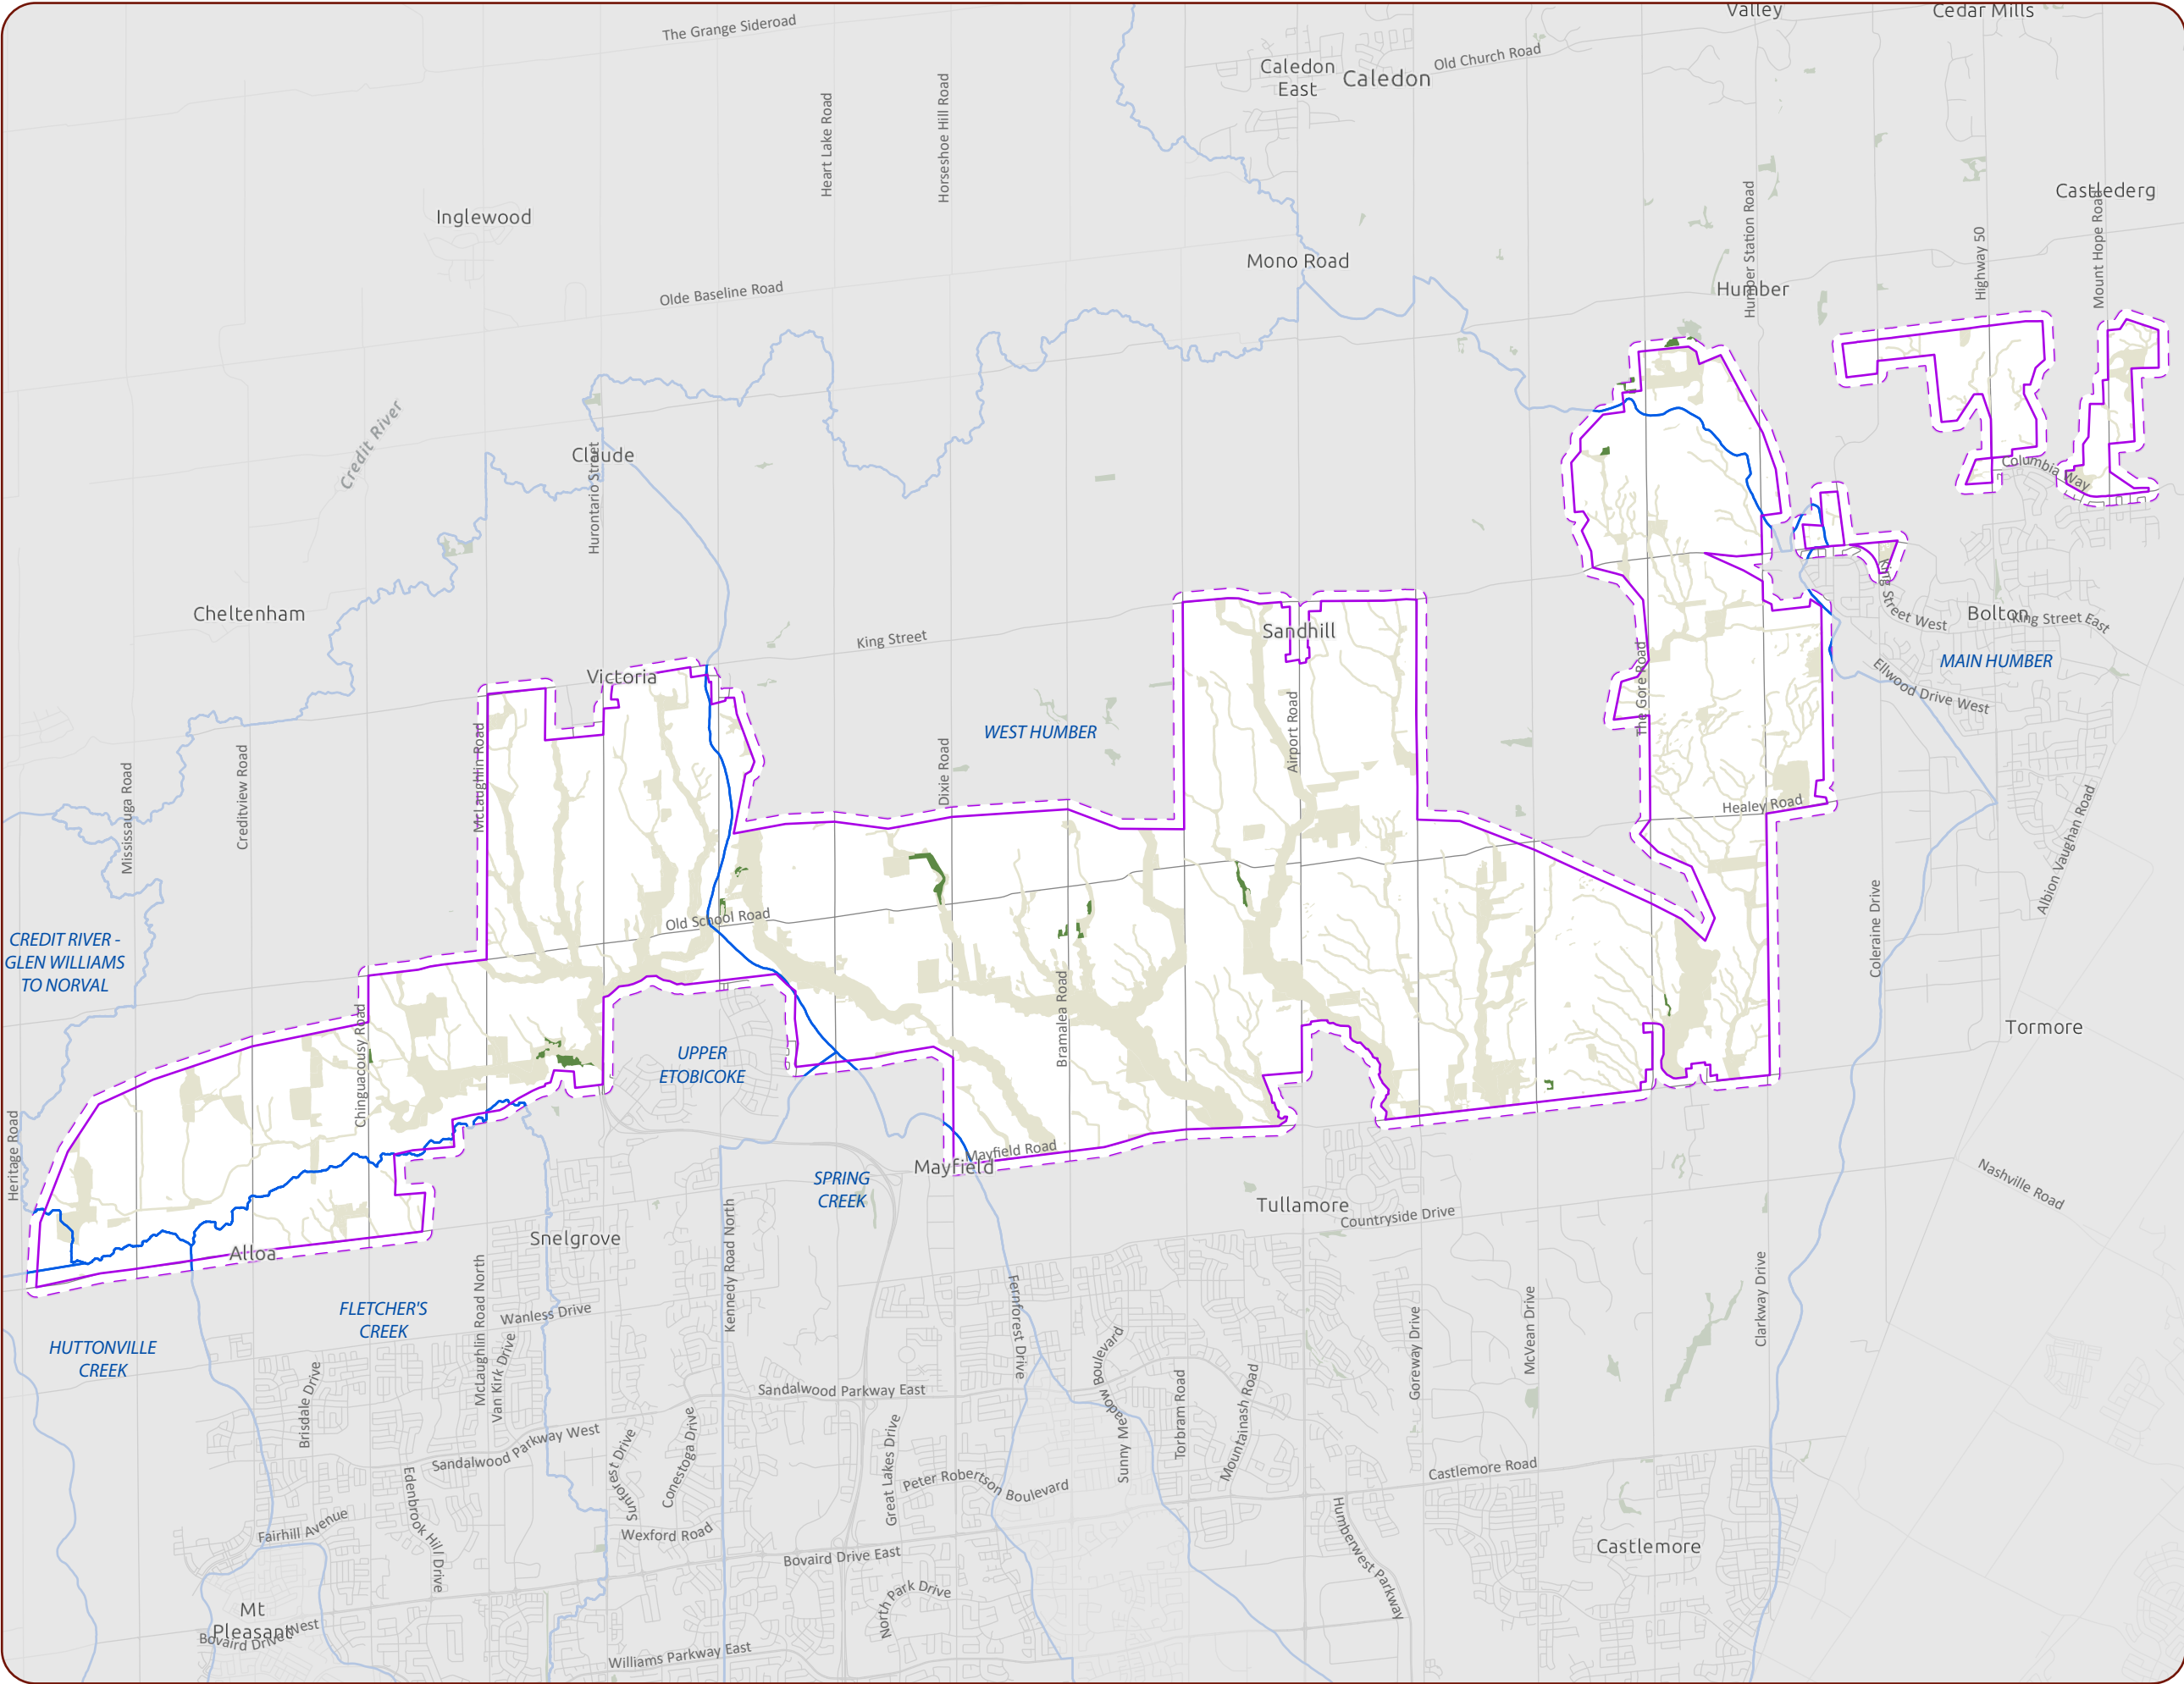 The Grange Sideroad
Valley
Cedar Mills
Caledon
East
Caledon
Old Church Road
Heart Lake Road
Horseshoe Hill Road
Inglewood
Castlederg
Mono Road
Humber Station Road
Humber
Highway 50
Mount Hope Road
Olde Baseline Road
Credit River
Claude
Hurontario Street
Columbia Way
Cheltenham
King Street
Sandhill
King Street West
Bolton
King Street East
Victoria
The Gore Road
MAIN HUMBER
Ellwood Drive West
WEST HUMBER
Airport Road
McLaughlin Road
Dixie Road
Mississauga Road
Creditview Road
Healey Road
Albion Vaughan Road
Old School Road
Coleraine Drive
CREDIT RIVER -
GLEN WILLIAMS
TO NORVAL
Chinguacousy Road
Bramalea Road
Tormore
UPPER
ETOBICOKE
Heritage Road
Mayfield Road
Mayfield
SPRING
CREEK
Nashville Road
Tullamore
Countryside Drive
Snelgrove
Alloa
Kennedy Road North
Clarkway Drive
FLETCHER'S
CREEK
McLaughlin Road North
Wanless Drive
Van Kirk Drive
Fernforest Drive
HUTTONVILLE
CREEK
Goreway Drive
McVean Drive
Brisdale Drive
Sandalwood Parkway East
Sunny Meadow Boulevard
Torbram Road
Mountainash Road
Sandalwood Parkway West
Edenbrook Hill Drive
Sunforest Drive
Conestoga Drive
Great Lakes Drive
Peter Robertson Boulevard
Castlemore Road
Fairhill Avenue
Wexford Road
Bovaird Drive East
Humberwest Parkway
Castlemore
North Park Drive
Mt
Pleasant
Bovaird Drive West
Williams Parkway East